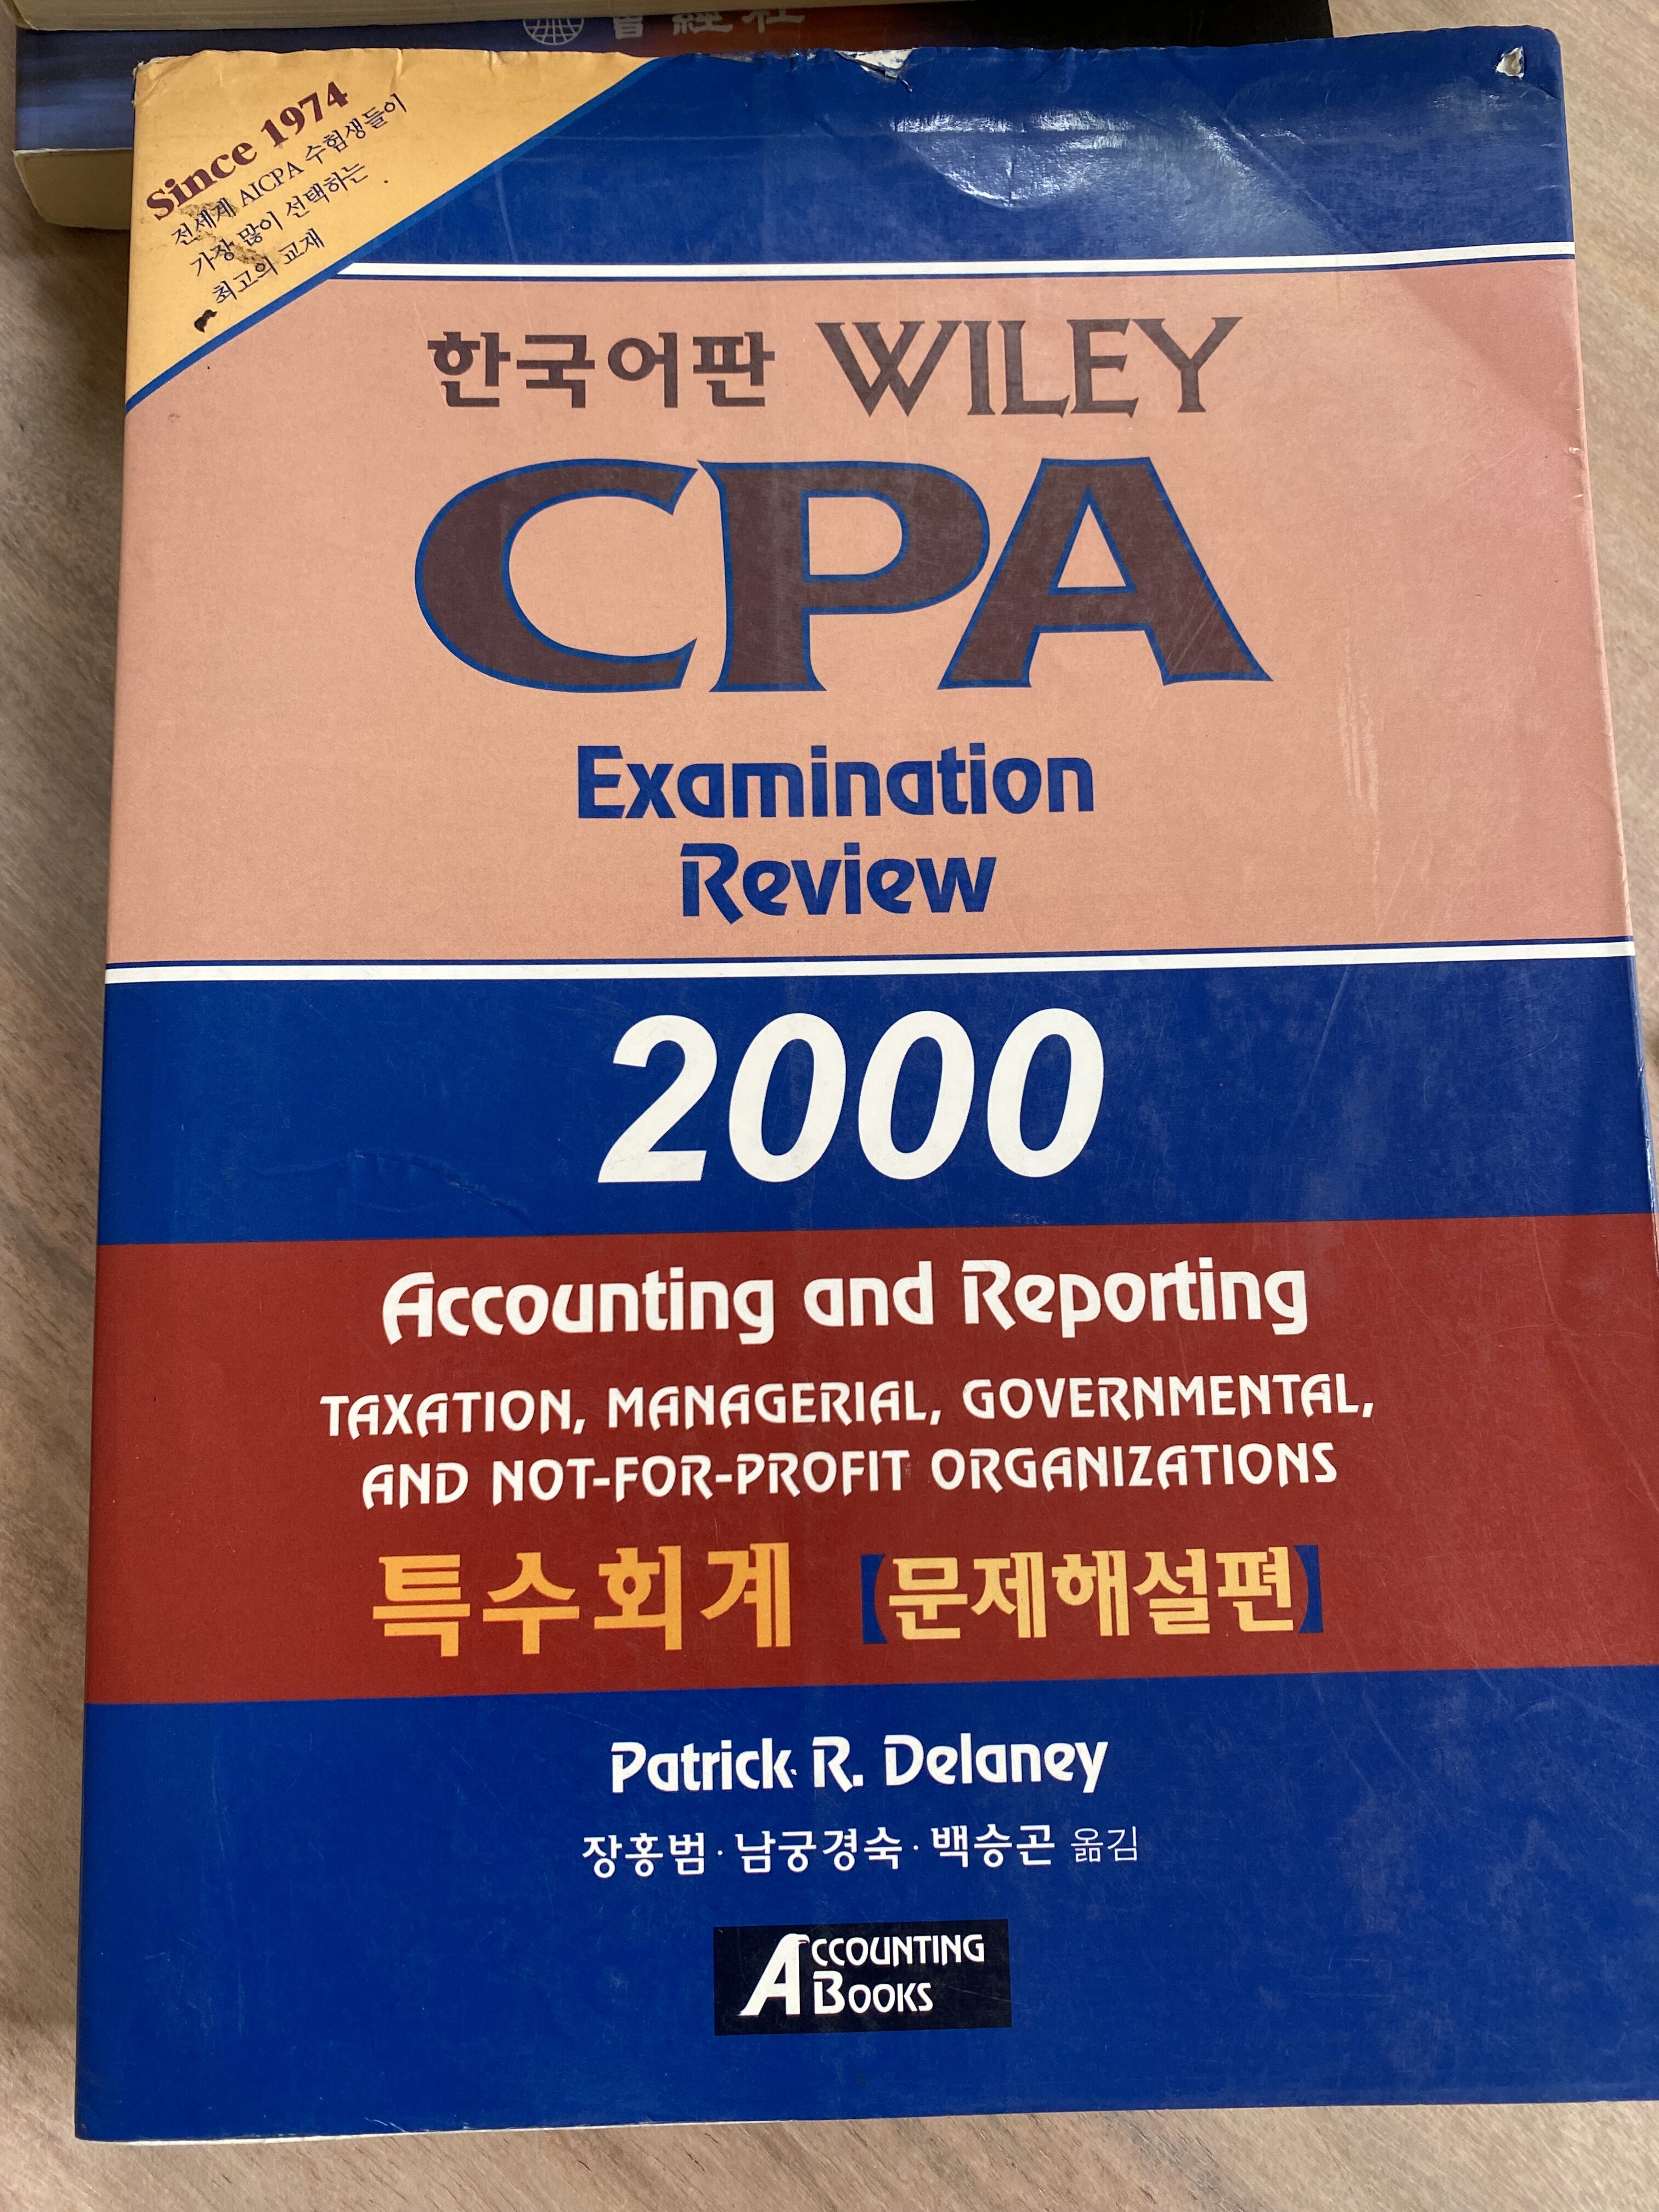 會經社
Since 1974
전세계 AICPA 수험생들이
가장 많이 선택하는
최고의 교재
한국어판 WILEY
CPA
Examination
Review
2000
Accounting and Reporting
TAXATION, MANAGERIAL, GOVERNMENTAL,
AND NOT-FOR-PROFIT ORGANIZATIONS
특수회계 【문제해설편】
Patrick R. Delaney
장홍범·남궁경숙·백승곤 옮김
ACCOUNTING
BOOKS